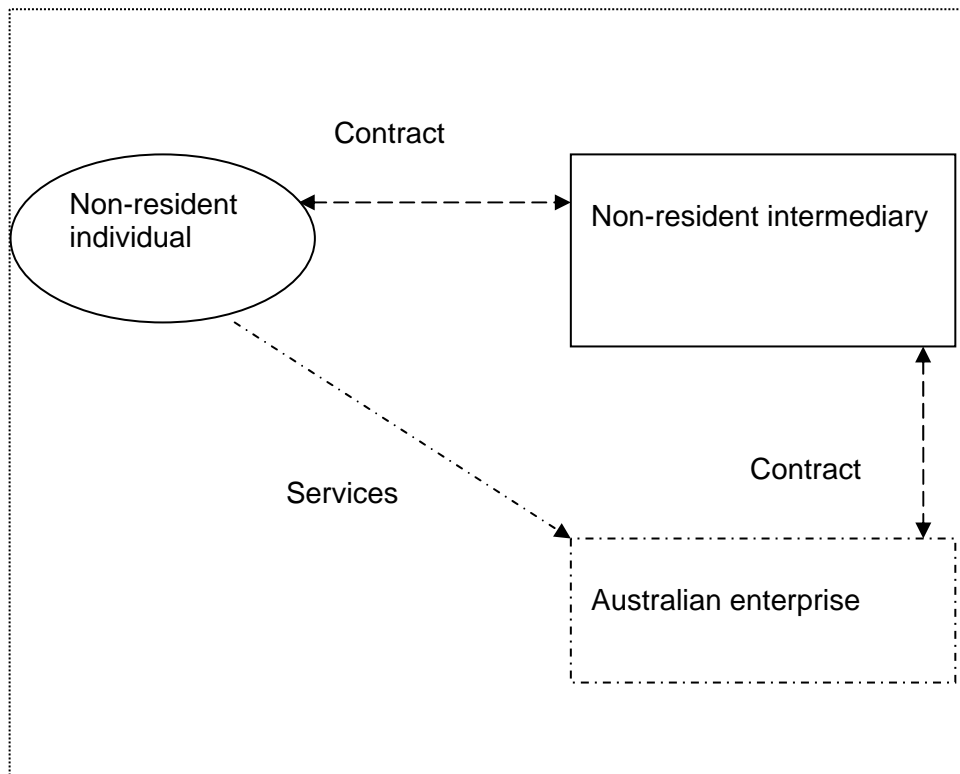 Contract
Non-resident
individual
Non-resident intermediary
Contract
Services
Australian enterprise